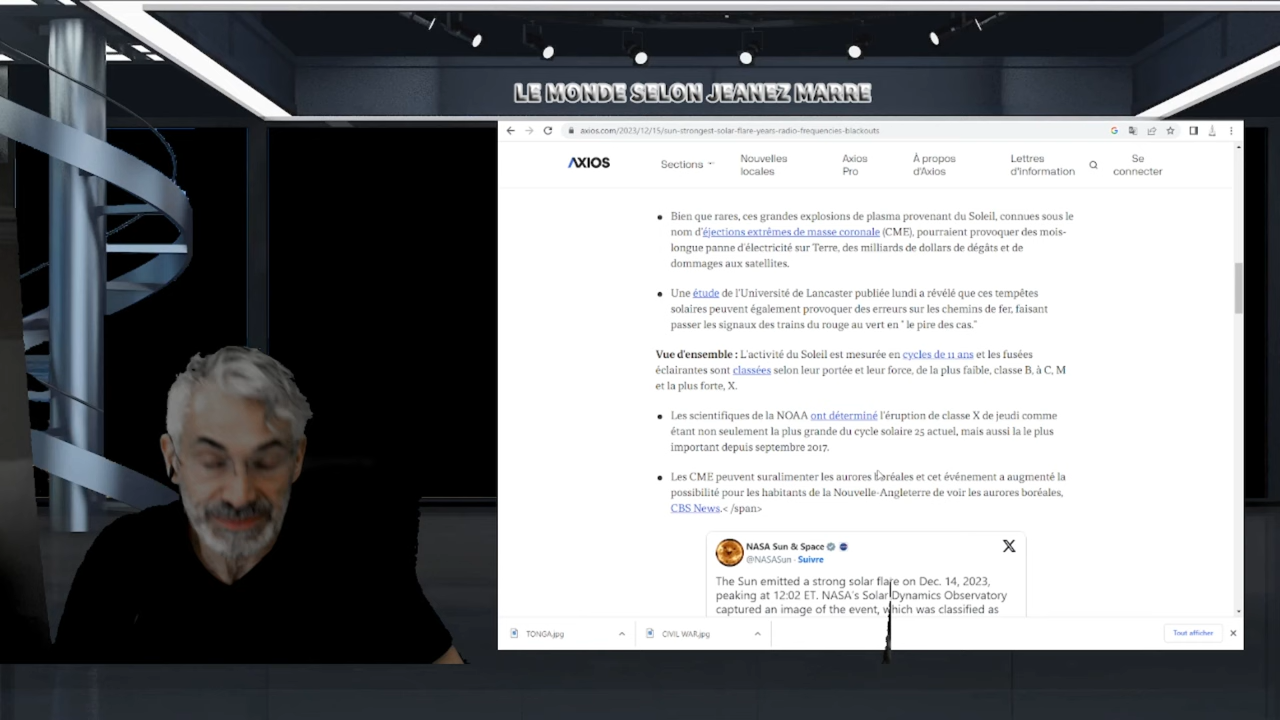 LE MONDE SELON JEANEZ MARRE
axios.com/2023/12/15/sun-strongest-solar-flare-years-radio-frequencies-blackouts
AXIOS
Sections
Nouvelles
locales
Axios
Pro
À propos
d'Axios
Lettres
d'information
Se
connecter
Bien que rares, ces grandes explosions de plasma provenant du Soleil, connues sous le
nom d'éjections extrêmes de masse coronale (CME), pourraient provoquer des mois-
longue panne d'électricité sur Terre, des milliards de dollars de dégâts et de
dommages aux satellites.
Une étude de l'Université de Lancaster publiée lundi a révélé que ces tempêtes
solaires peuvent également provoquer des erreurs sur les chemins de fer, faisant
passer les signaux des trains du rouge au vert en " le pire des cas."
Vue d'ensemble : L'activité du Soleil est mesurée en cycles de 11 ans et les fusées
éclairantes sont classées selon leur portée et leur force, de la plus faible, classe B, à C, M
et la plus forte, X.
Les scientifiques de la NOAA ont déterminé l'éruption de classe X de jeudi comme
étant non seulement la plus grande du cycle solaire 25 actuel, mais aussi la le plus
important depuis septembre 2017.
Les CME peuvent suralimenter les aurores boréales et cet événement a augmenté la
possibilité pour les habitants de la Nouvelle-Angleterre de voir les aurores boréales,
CBS News.< /span>
NASA Sun & Space
@NASASun · Suivre
The Sun emitted a strong solar flare on Dec. 14, 2023,
peaking at 12:02 ET. NASA's Solar Dynamics Observatory
captured an image of the event, which was classified as
TONGA.jpg
CIVIL WAR.jpg
Tout afficher